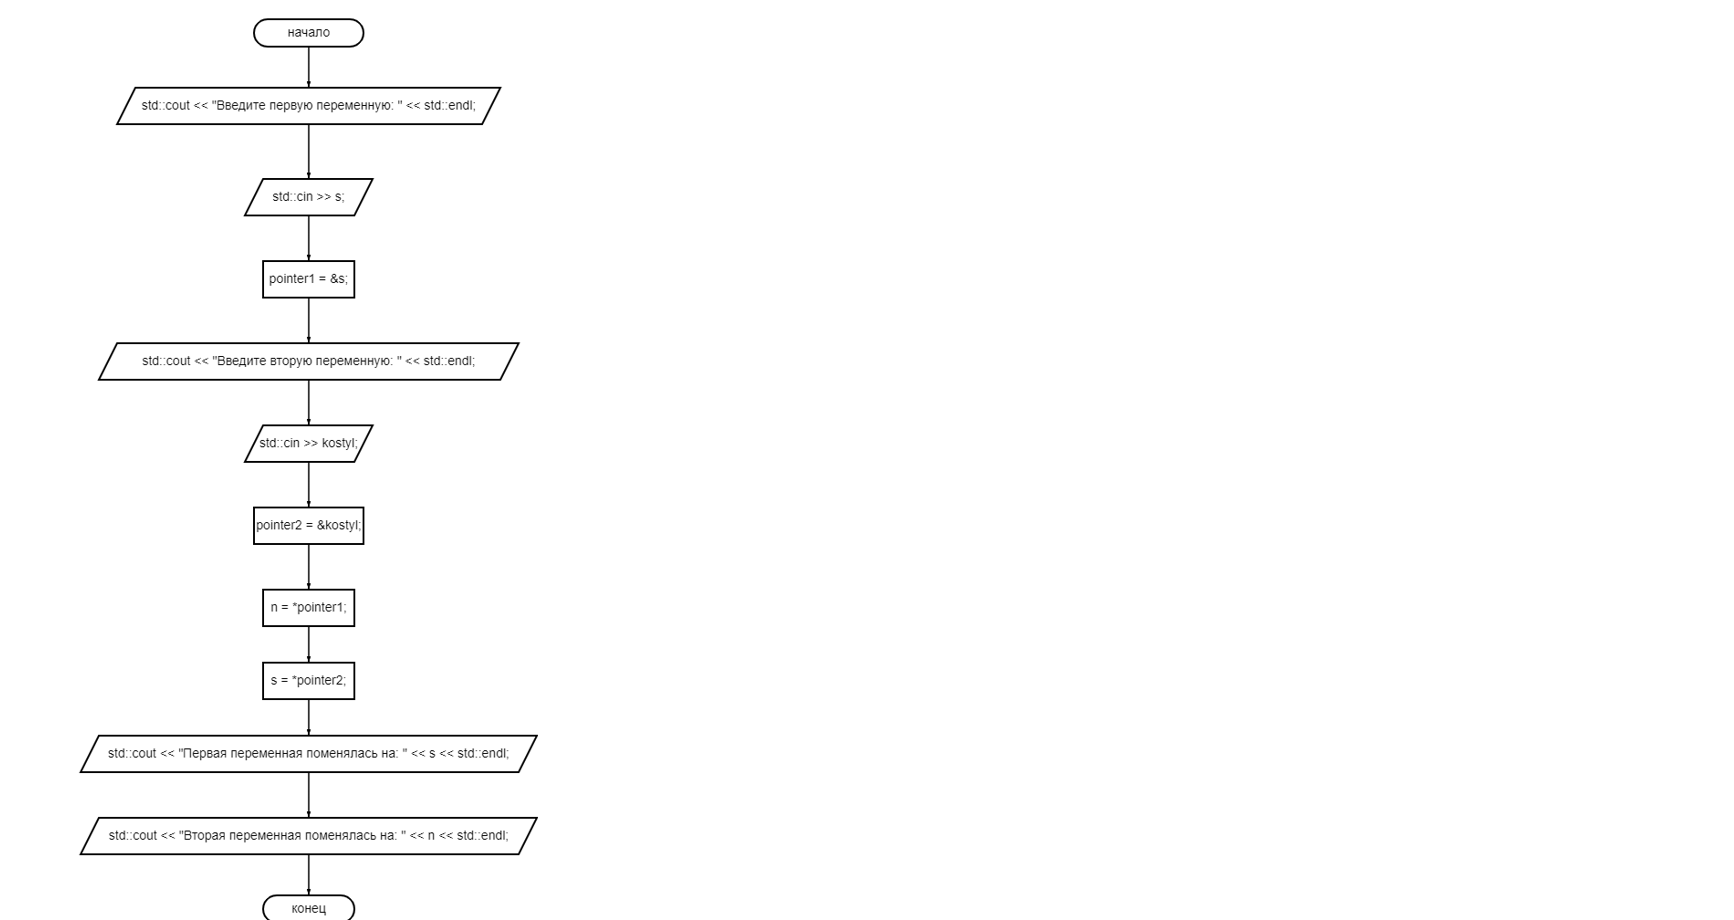 начало
std::cout << "Введите первую переменную: " << std::endl;
std::cin >> s;
pointer1 = &s;
std::cout << "Введите вторую переменную: " << std::endl;
std::cin >> kostyl;
pointer2 = &kostyl;
n = *pointer1;
s = *pointer2;
std::cout << "Первая переменная поменялась на: " << s << std::endl;
std::cout << "Вторая переменная поменялась на: " << n << std::endl;
конец